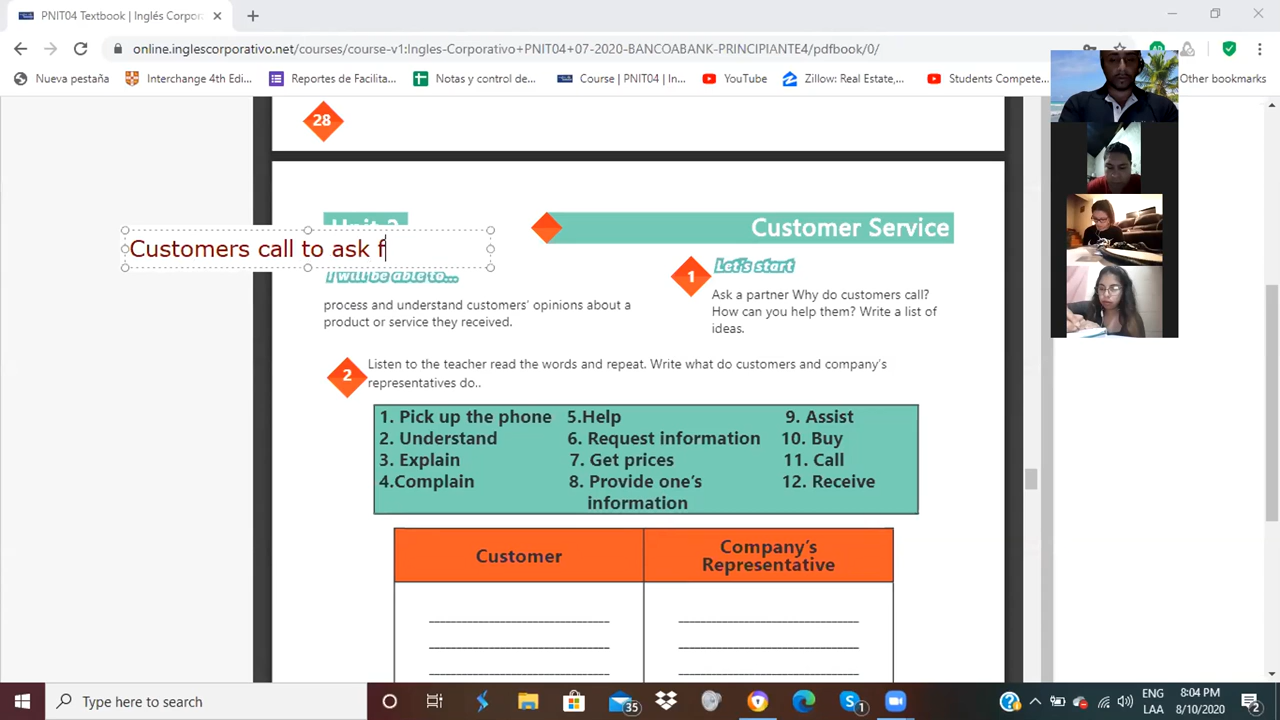 PNIT04 Textbook | Inglés Corpor
online.inglescorporativo.net/courses/course-v1:Ingles-Corporativo+PNIT04+07-2020-BANCOABANK-PRINCIPIANTE4/pdfbook/0/
Nueva pestaña
Interchange 4th Edi...
Reportes de Facilita...
Notas y control de...
Course | PNIT04 | In...
YouTube
Zillow: Real Estate,...
Students Compete...
Other bookmarks
28
Customer Service
Customers call to ask f
I will be able to...
process and understand customers' opinions about a
product or service they received.
1
Let's start
Ask a partner Why do customers call?
How can you help them? Write a list of
ideas.
2
Listen to the teacher read the words and repeat. Write what do customers and company's
representatives do..
1. Pick up the phone
2. Understand
3. Explain
4.Complain
5.Help
6. Request information
7. Get prices
8. Provide one's
information
9. Assist
10. Buy
11. Call
12. Receive
Customer
Company's
Representative
Type here to search
35
1
ENG
LAA
8:04 PM
8/10/2020
2